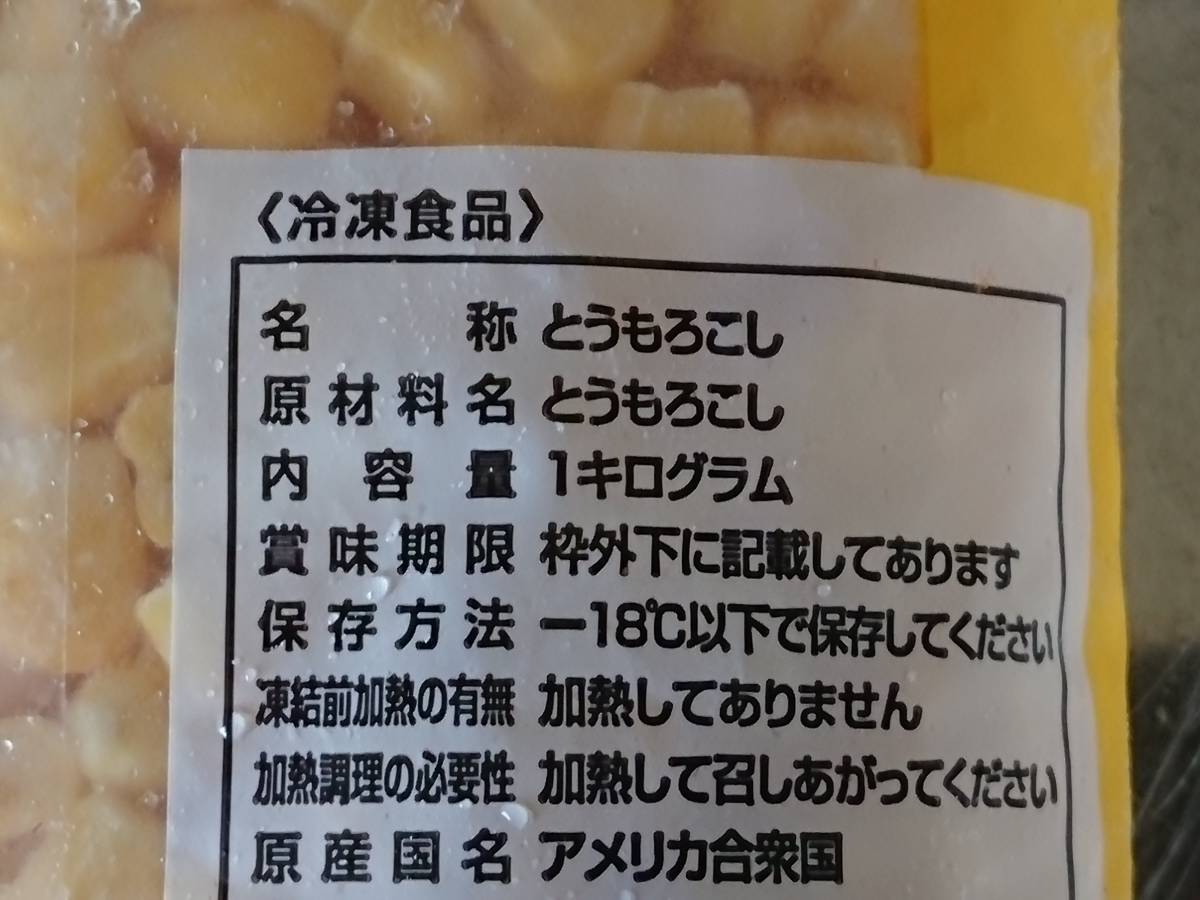 〈冷凍食品〉
名称 とうもろこし
原材料名 とうもろこし
内容量 1キログラム
賞味期限 枠外下に記載してあります
保存方法 −18℃以下で保存してください
凍結前加熱の有無 加熱してありません
加熱調理の必要性 加熱して召しあがってください
原産国名 アメリカ合衆国